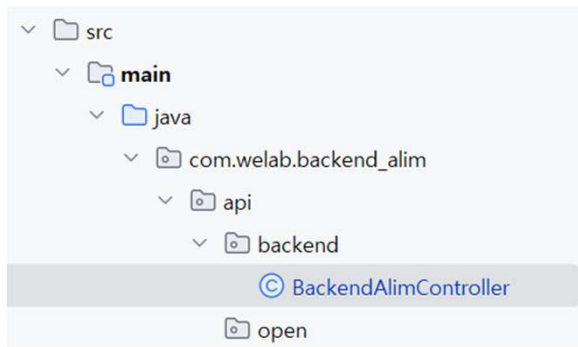 src
main
java
com.welab.backend_alim
api
backend
BackendAlimController
open